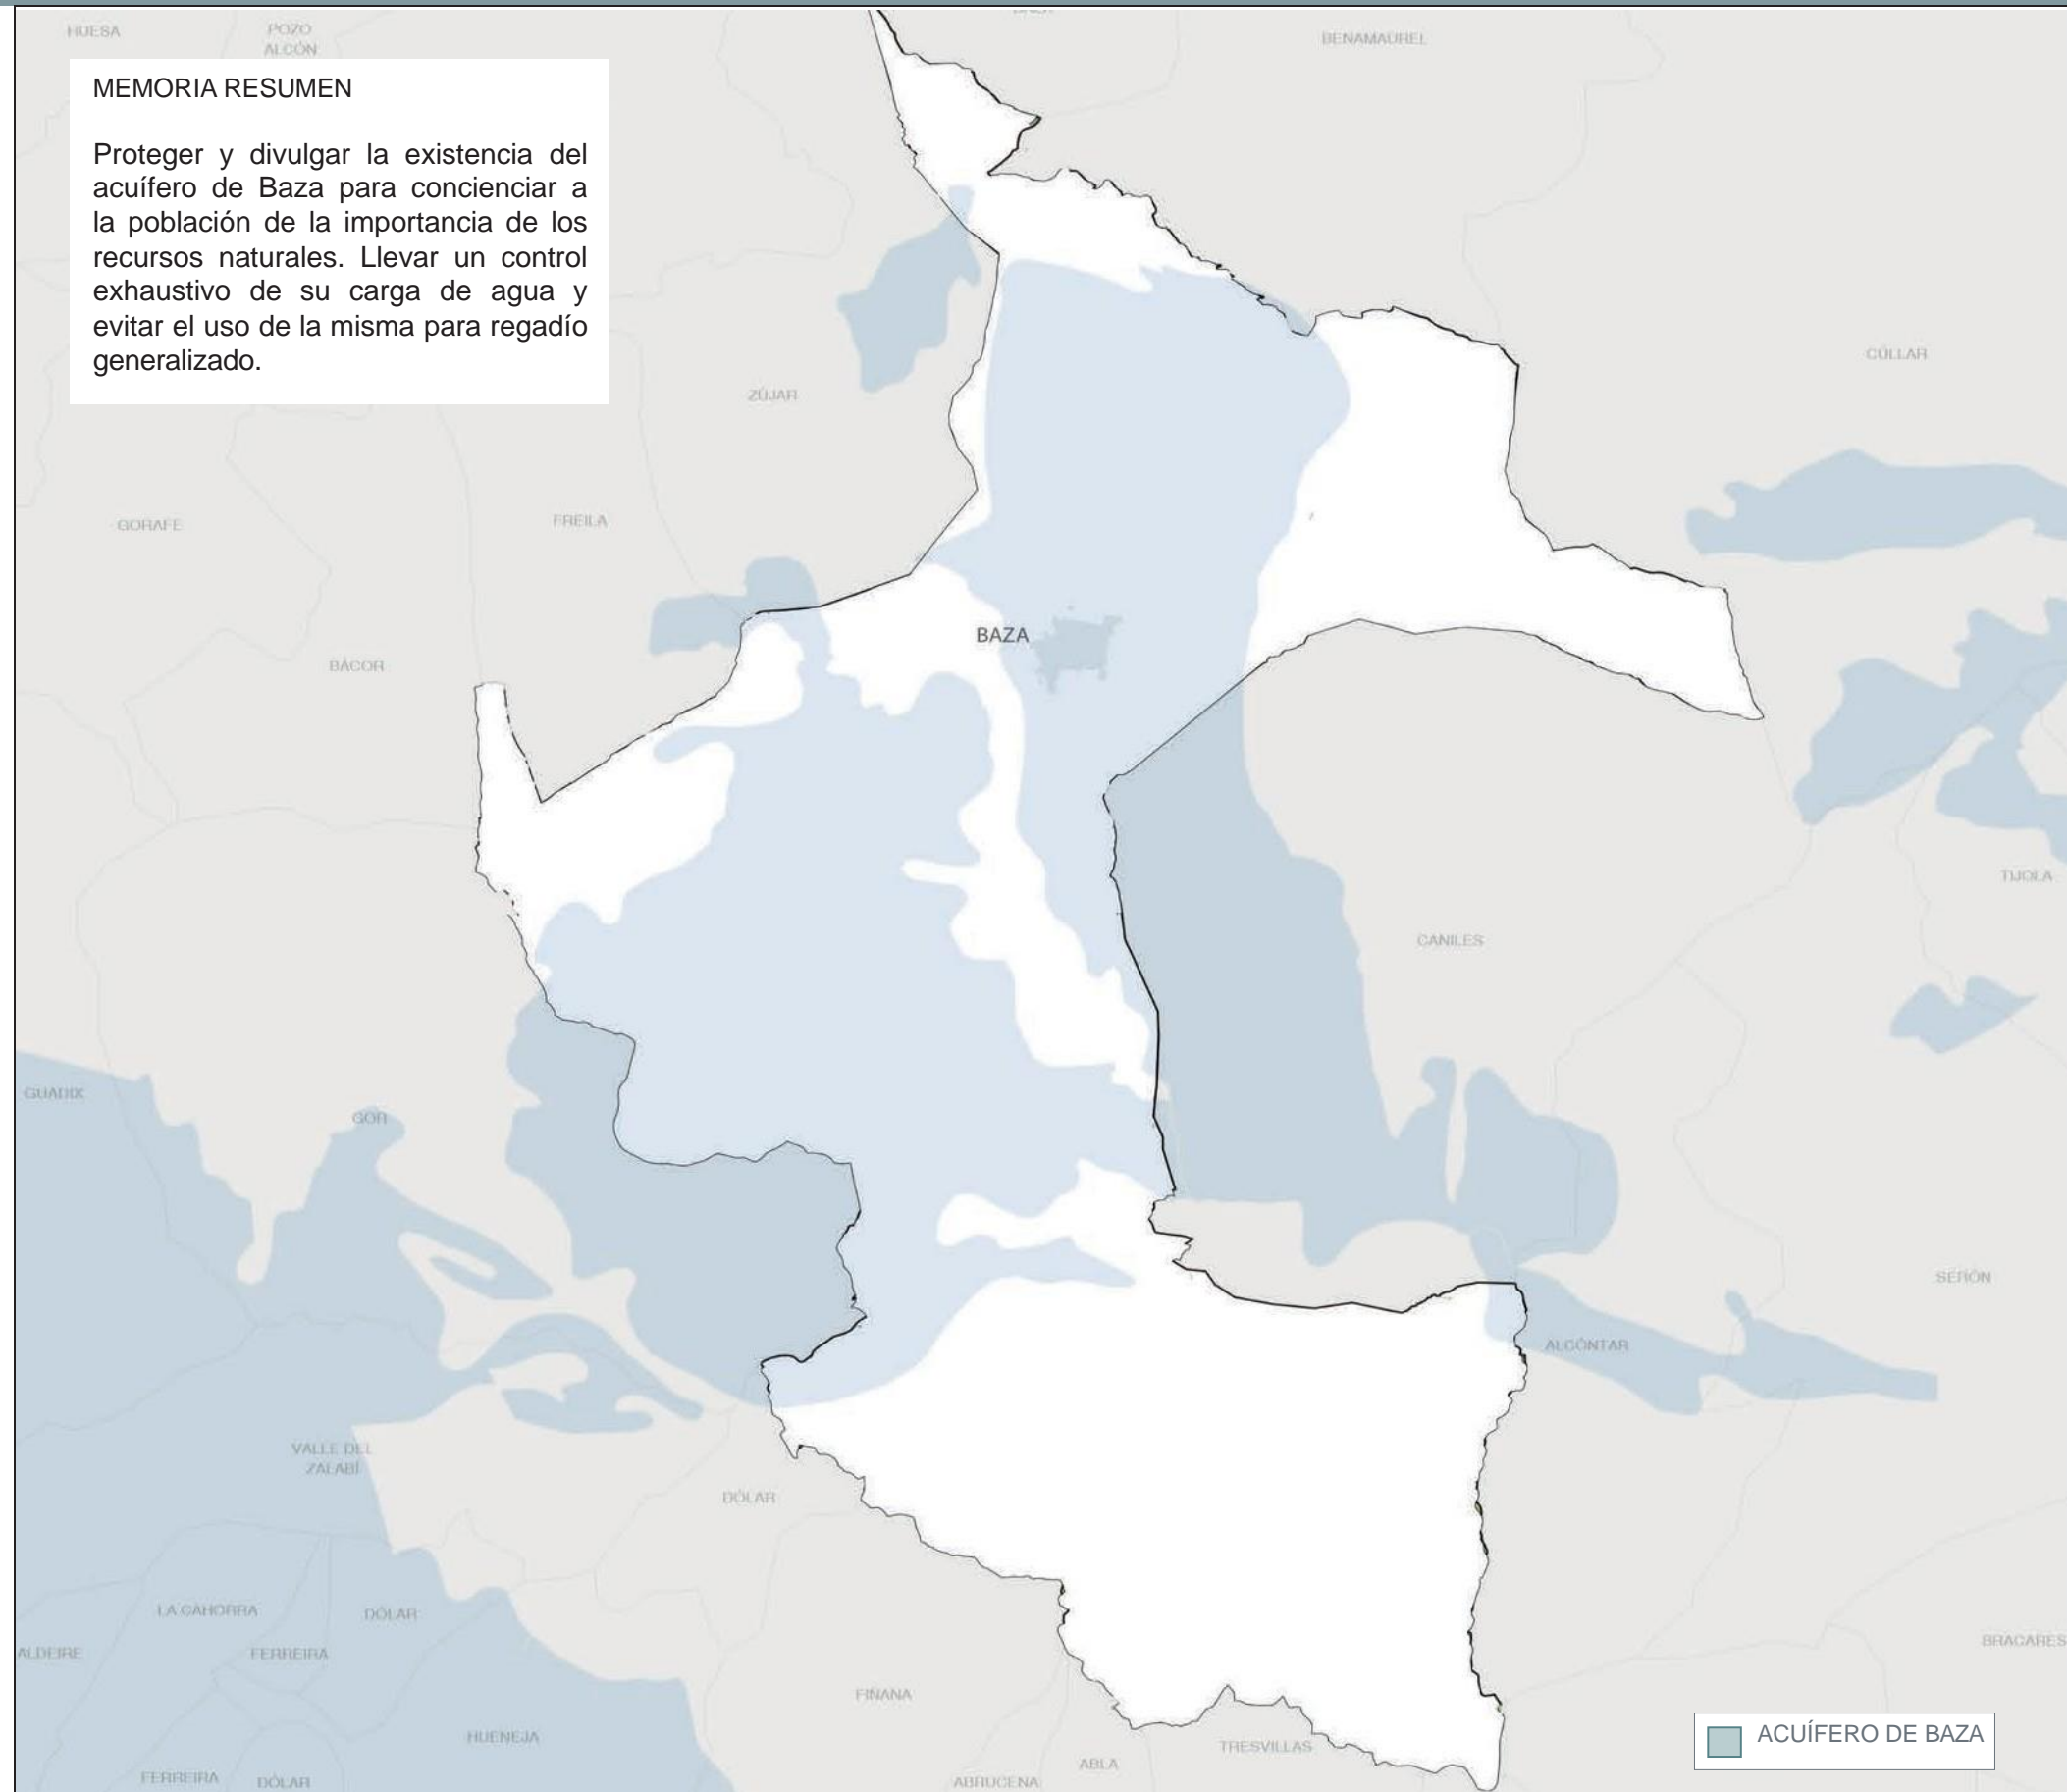 HUESA
POZO
ALCÓN
BENAMAUREL
MEMORIA RESUMEN
Proteger y divulgar la existencia del
acuífero de Baza para concienciar a
la población de la importancia de los
recursos naturales. Llevar un control
exhaustivo de su carga de agua y
evitar el uso de la misma para regadío
generalizado.
CÚLLAR
ZÚJAR
GORAFE
FREILA
BAZA
BÁCOR
TIJOLA
CANILES
GUADIX
GOR
SERÓN
ALCÓNTAR
VALLE DEL
ZALABÍ
DÓLAR
LA CAHORRA
DÓLAR
ALDEIRE
FERREIRA
BRACARES
FIÑANA
HUENEJA
TRESVILLAS
ACUÍFERO DE BAZA
ABLA
FERREIRA
DÓLAR
ABRUCENA